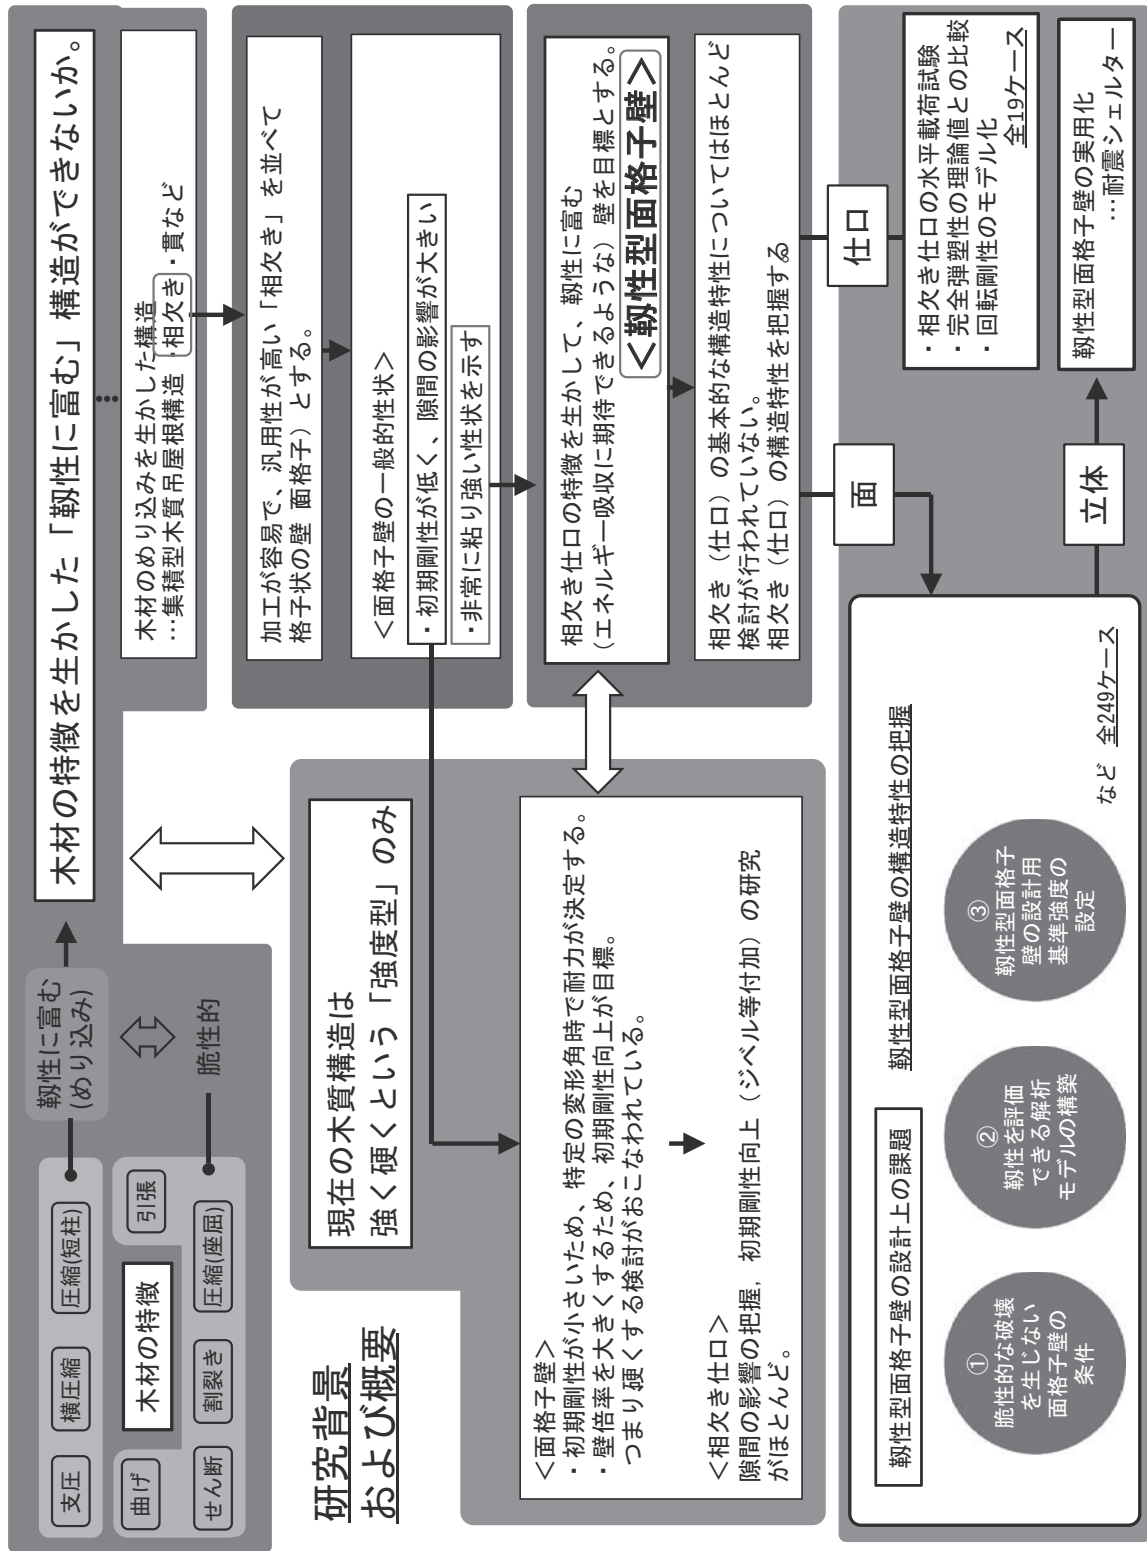 研究背景
および概要
支圧
横圧縮
圧縮(短柱)
曲げ
木材の特徴
引張
せん断
割裂き
圧縮(座屈)
靱性に富む
(めり込み)
脆性的
木材の特徴を生かした「靱性に富む」構造ができないか。
木材のめり込みを生かした構造
…集積型木質吊屋根構造・相欠き・貫など
加工が容易で、汎用性が高い「相欠き」を並べて
格子状の壁 面格子）とする。
＜面格子壁の一般的性状＞
・初期剛性が低く、隙間の影響が大きい
・非常に粘り強い性状を示す
現在の木質構造は
強く硬くという「強度型」のみ
＜面格子壁＞
・初期剛性が小さいため、特定の変形角時で耐力が決定する。
・壁倍率を大きくするため、初期剛性向上が目標。
つまり硬くする検討がおこなわれている。
＜相欠き仕口＞
隙間の影響の把握，初期剛性向上（ジベル等付加）の研究
がほとんど。
相欠き仕口の特徴を生かして、靱性に富む
（エネルギー吸収に期待できるような）壁を目標とする。
＜靱性型面格子壁＞
相欠き（仕口）の基本的な構造特性についてはほとんど
検討が行われていない。
相欠き（仕口）の構造特性を把握する
面
仕口
靱性型面格子壁の設計上の課題
靱性型面格子壁の構造特性の把握
①
脆性的な破壊
を生じない
面格子壁の
条件
②
靱性を評価
できる解析
モデルの構築
③
靱性型面格子
壁の設計用
基準強度の
設定
など 全249ケース
・相欠き仕口の水平載荷試験
・完全弾塑性の理論値との比較
・回転剛性のモデル化
全19ケース
立体
靱性型面格子壁の実用化
…耐震シェルター